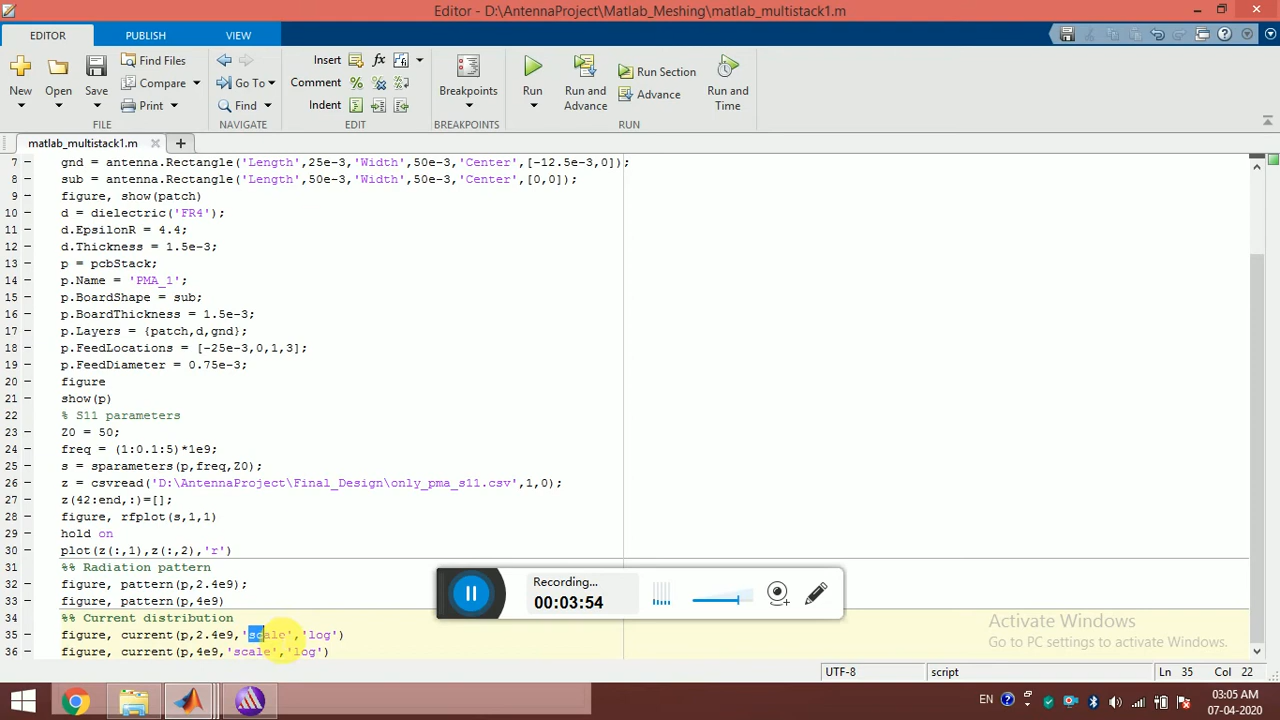 Editor - D:\AntennaProject\Matlab_Meshing\matlab_multistack1.m
EDITOR PUBLISH VIEW
New Open Save Find Files Compare Print Go To Find Insert fx Comment Indent Breakpoints Run Run and Advance Run Section Advance Run and Time
FILE NAVIGATE EDIT BREAKPOINTS RUN
matlab_multistack1.m
7 gnd = antenna.Rectangle('Length',25e-3,'Width',50e-3,'Center',[-12.5e-3,0]);
8 sub = antenna.Rectangle('Length',50e-3,'Width',50e-3,'Center',[0,0]);
9 figure, show(patch)
10 d = dielectric('FR4');
11 d.EpsilonR = 4.4;
12 d.Thickness = 1.5e-3;
13 p = pcbStack;
14 p.Name = 'PMA_1';
15 p.BoardShape = sub;
16 p.BoardThickness = 1.5e-3;
17 p.Layers = {patch,d,gnd};
18 p.FeedLocations = [-25e-3,0,1,3];
19 p.FeedDiameter = 0.75e-3;
20 figure
21 show(p)
22 % S11 parameters
23 Z0 = 50;
24 freq = (1:0.1:5)*1e9;
25 s = sparameters(p,freq,Z0);
26 z = csvread('D:\AntennaProject\Final_Design\only_pma_s11.csv',1,0);
27 z(42:end,:)=[];
28 figure, rfplot(s,1,1)
29 hold on
30 plot(z(:,1),z(:,2),'r')
31 %% Radiation pattern
32 figure, pattern(p,2.4e9);
33 figure, pattern(p,4e9)
34 %% Current distribution
35 figure, current(p,2.4e9,'scale','log')
36 figure, current(p,4e9,'scale','log')
Recording...
00:03:54
Activate Windows
Go to PC settings to activate Windows.
UTF-8 script Ln 35 Col 22
EN 03:05 AM
07-04-2020